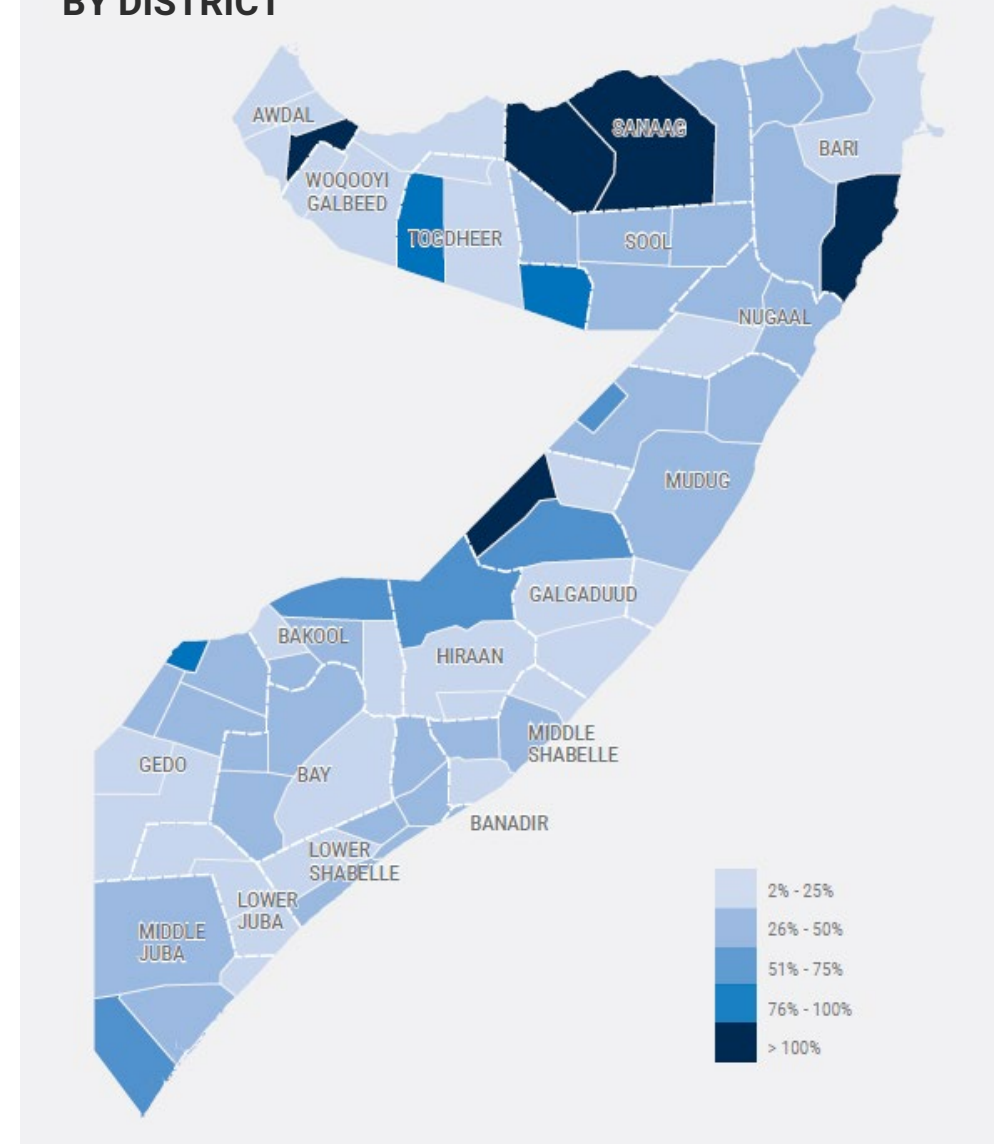 BY DISTRICT
AWDAL
SANAAG
BARI
WOQOOYI
GALBEED
TOGDHEER
SOOL
NUGAAL
MUDUG
GALGADUUD
BAKOOL
HIRAAN
MIDDLE
SHABELLE
GEDO
BAY
BANADIR
LOWER
SHABELLE
LOWER
JUBA
MIDDLE
JUBA
2% - 25%
26% - 50%
51% - 75%
76% - 100%
> 100%